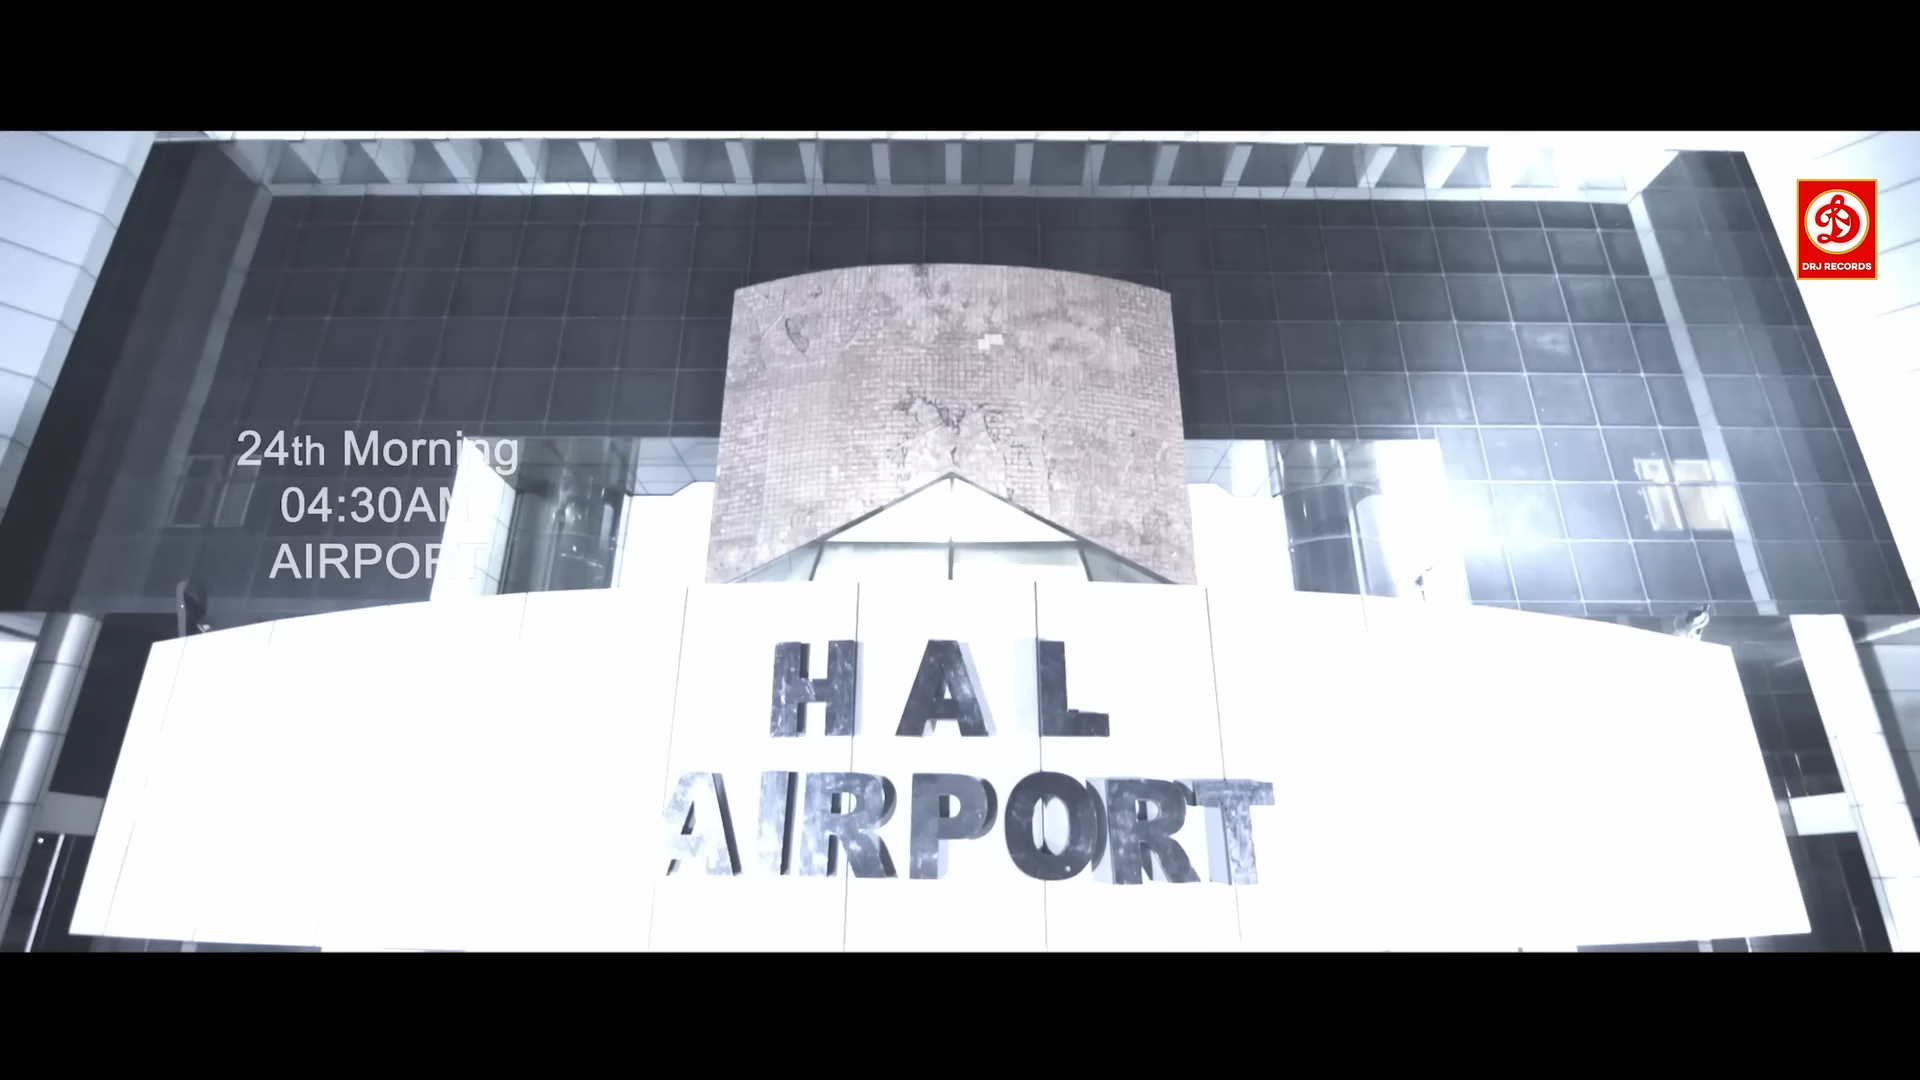 DRJ RECORDS
24th Morning
04:30AM
AIRPORT
HAL
AIRPORT